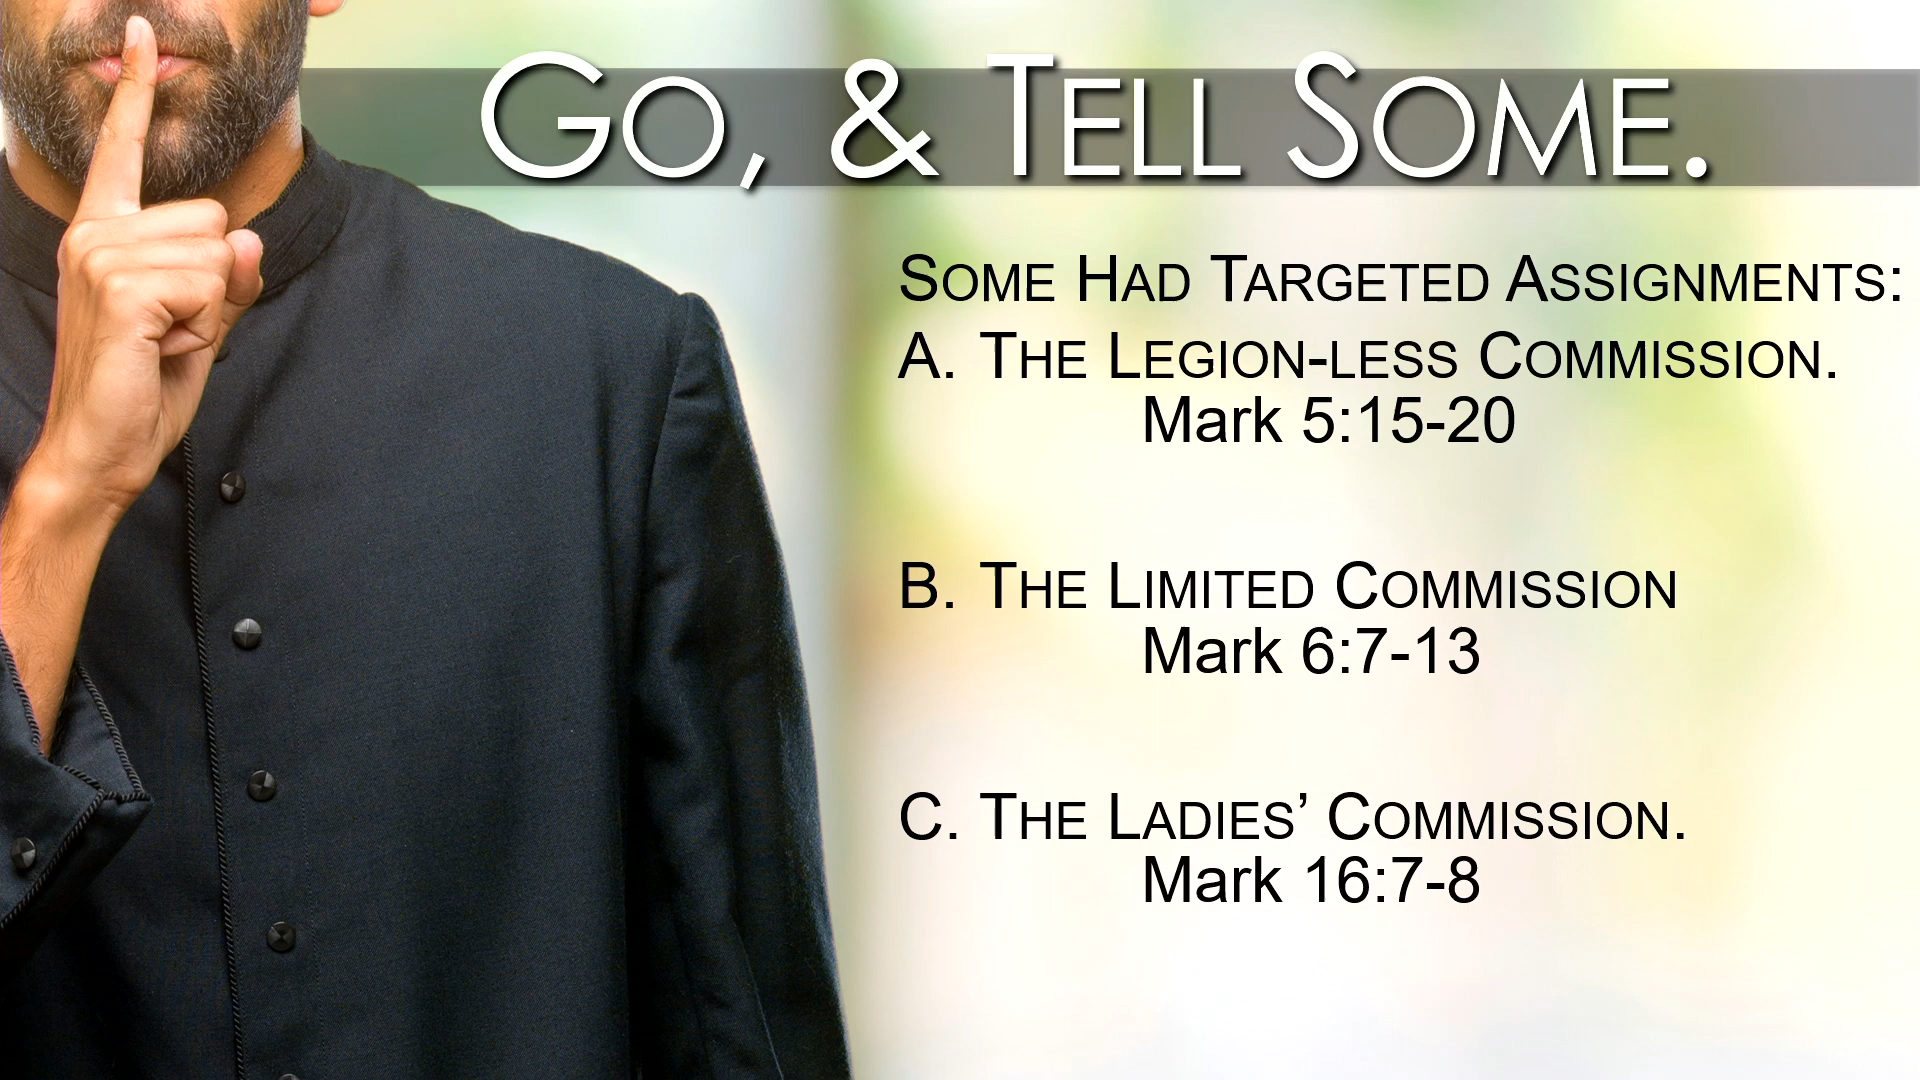 Go, & Tell Some.
Some Had Targeted Assignments:
A. The Legion-less Commission.
Mark 5:15-20
B. The Limited Commission
Mark 6:7-13
C. The Ladies’ Commission.
Mark 16:7-8